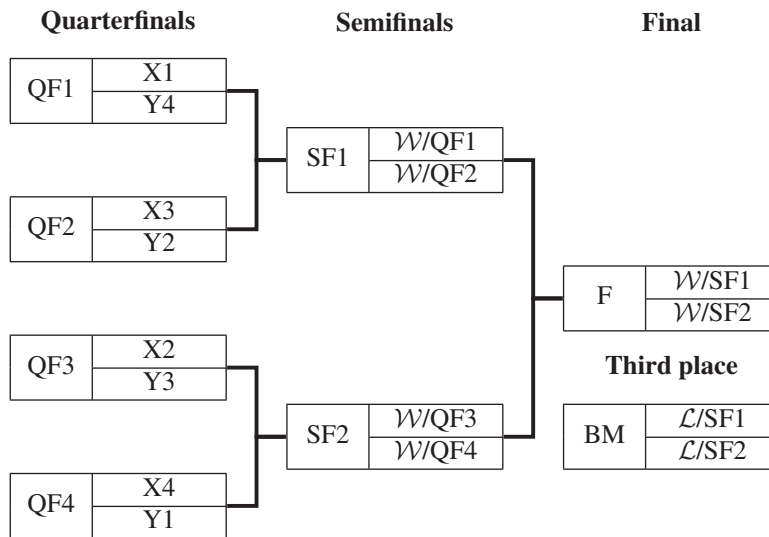 Quarterfinals
Semifinals
Final
QF1
X1
Y4
QF2
X3
Y2
QF3
X2
Y3
QF4
X4
Y1
SF1
𝒲/QF1
𝒲/QF2
SF2
𝒲/QF3
𝒲/QF4
F
𝒲/SF1
𝒲/SF2
Third place
BM
ℒ/SF1
ℒ/SF2